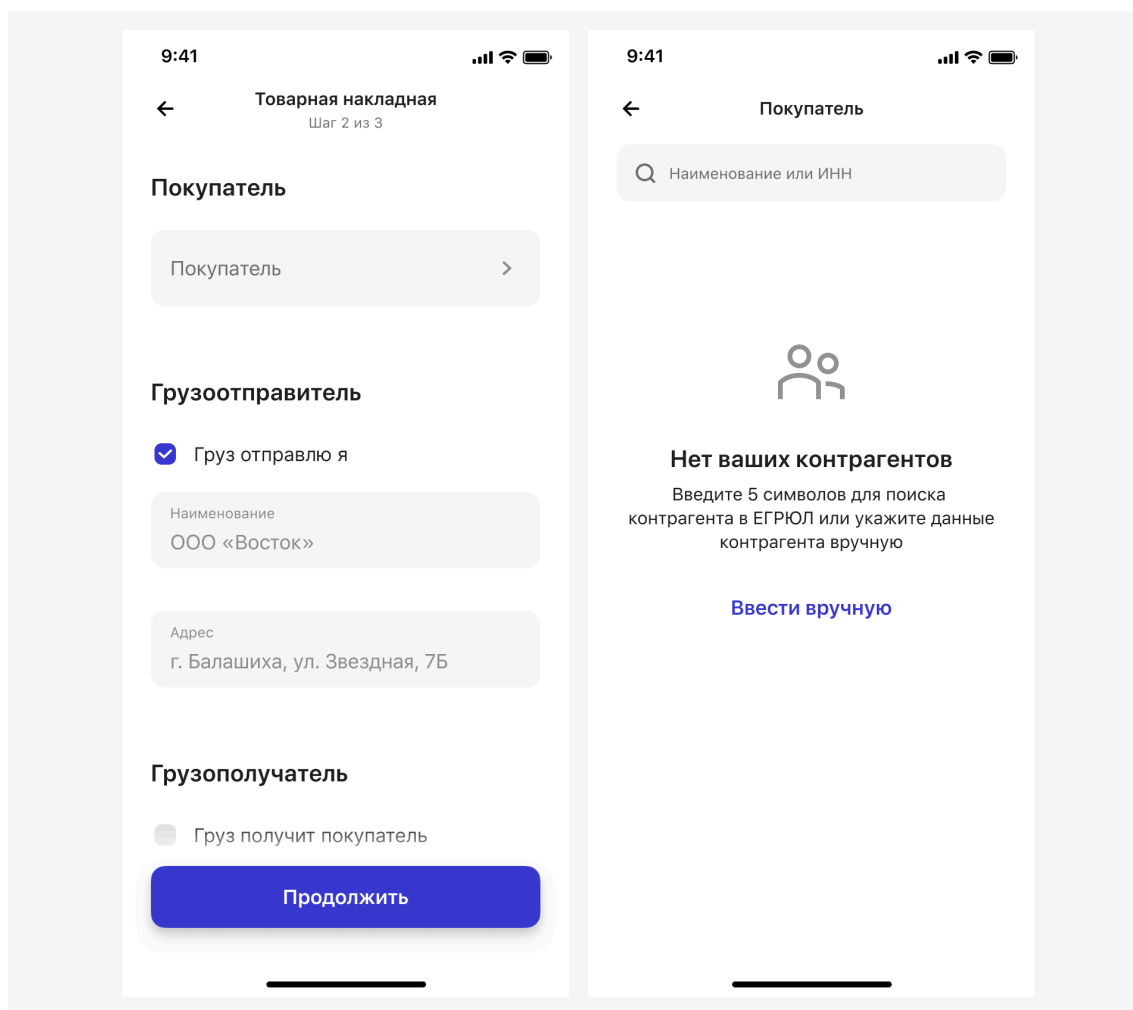 9:41
Товарная накладная
Шаг 2 из 3
Покупатель
Покупатель
Грузоотправитель
Груз отправлю я
Наименование
ООО «Восток»
Адрес
г. Балашиха, ул. Звездная, 7Б
Грузополучатель
Груз получит покупатель
Продолжить
9:41
Покупатель
Наименование или ИНН
Нет ваших контрагентов
Введите 5 символов для поиска
контрагента в ЕГРЮЛ или укажите данные
контрагента вручную
Ввести вручную